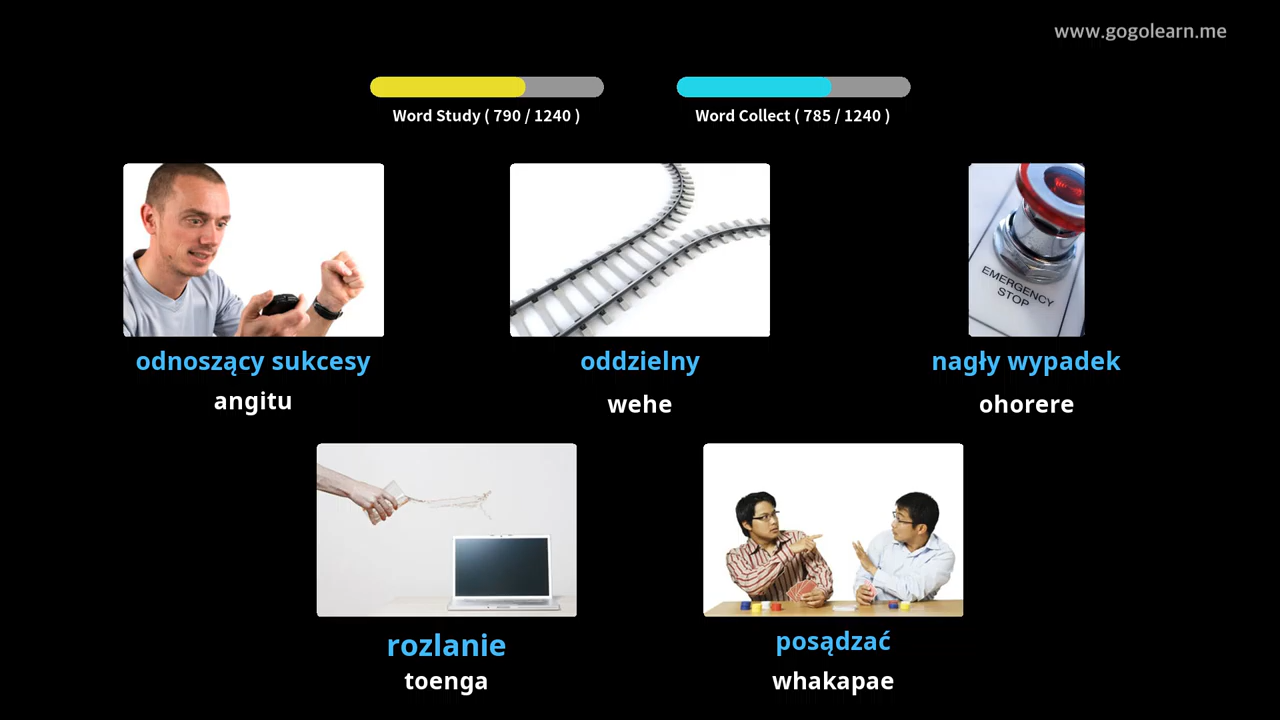 www.gogolearn.me
Word Study ( 790 / 1240 )
Word Collect ( 785 / 1240 )
EMERGENCY
STOP
odnoszący sukcesy
oddzielny
nagły wypadek
angitu
wehe
ohorere
rozlanie
posądzać
toenga
whakapae